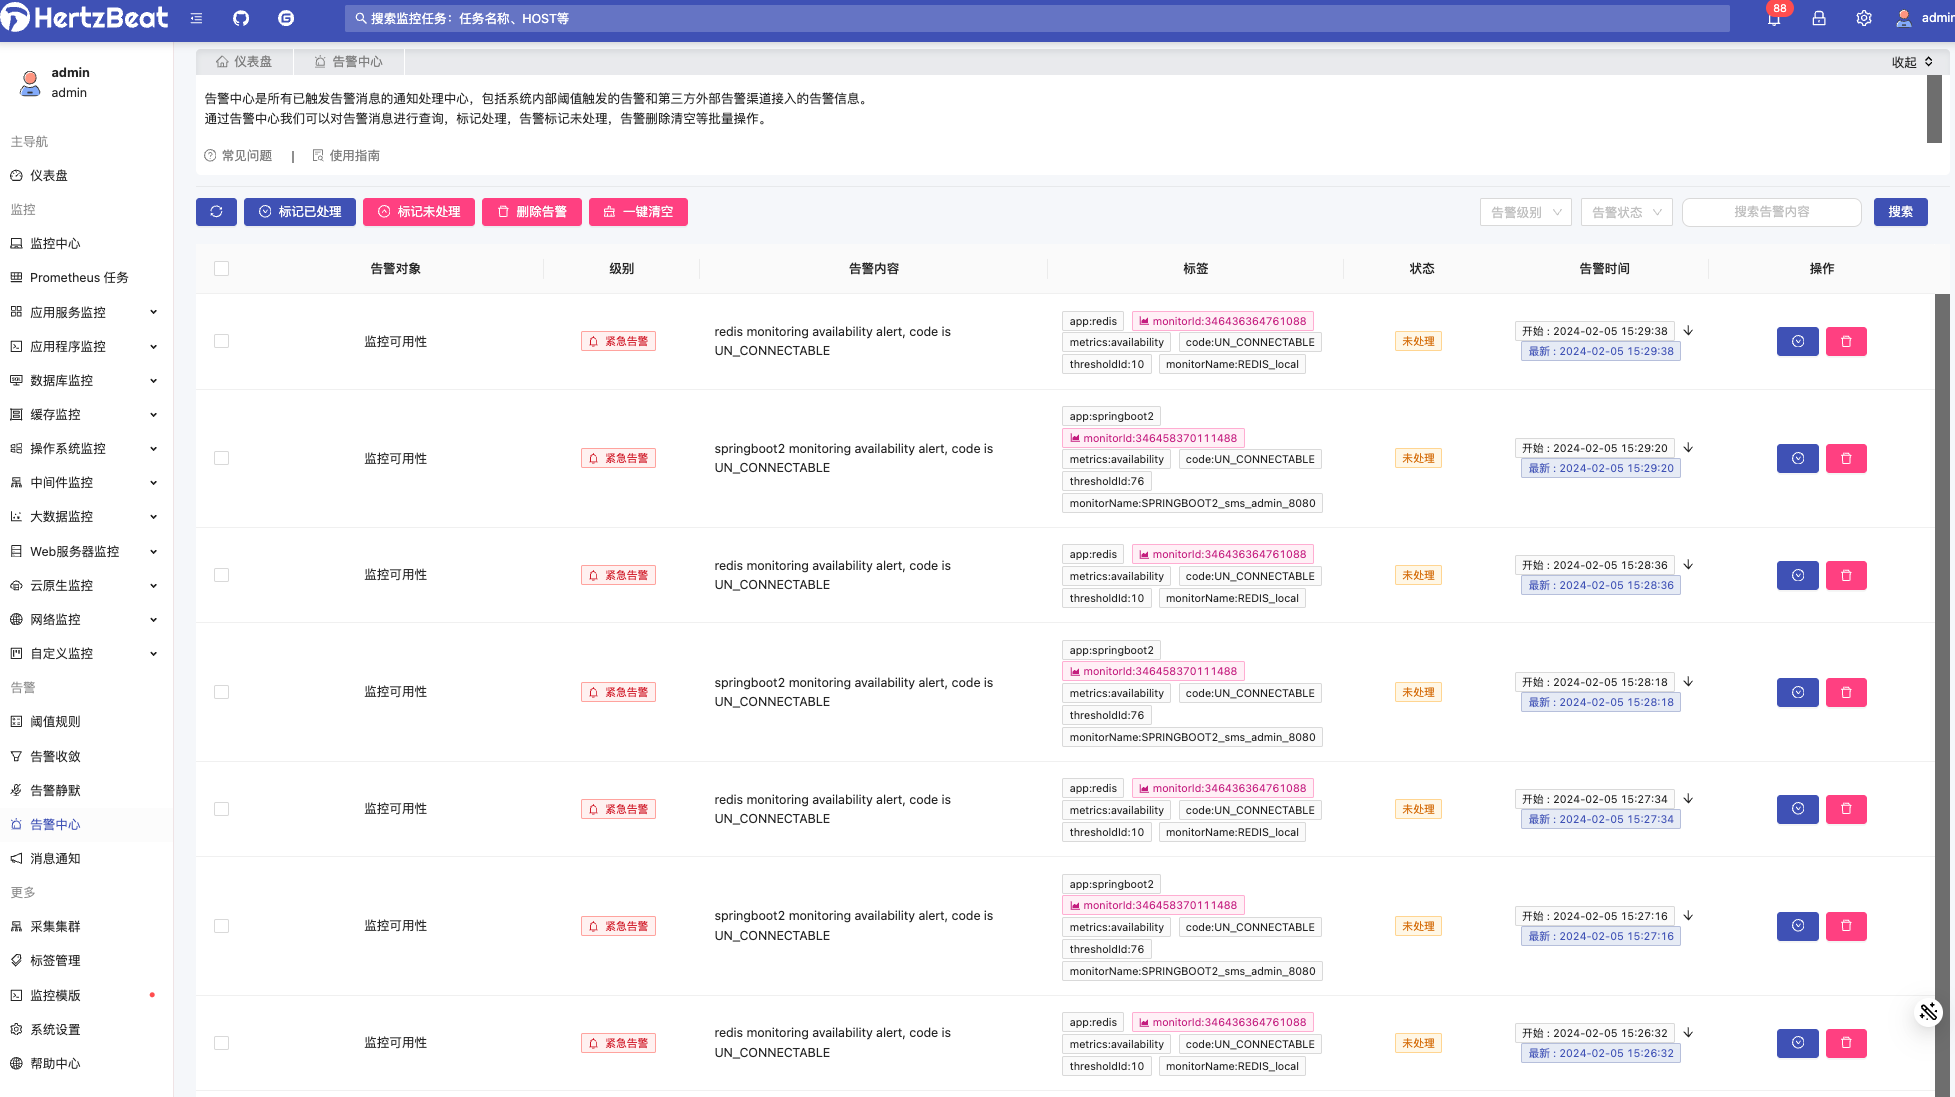 HertzBeat
搜索监控任务：任务名称、HOST等
88
admin
admin
主导航
仪表盘
监控
监控中心
Prometheus 任务
应用服务监控
应用程序监控
数据库监控
缓存监控
操作系统监控
中间件监控
大数据监控
Web服务器监控
云原生监控
网络监控
自定义监控
告警
阈值规则
告警收敛
告警静默
告警中心
消息通知
更多
采集集群
标签管理
监控模版
系统设置
帮助中心
仪表盘 告警中心 收起
告警中心是所有已触发告警消息的通知处理中心，包括系统内部阈值触发的告警和第三方外部告警渠道接入的告警信息。
通过告警中心我们可以对告警消息进行查询，标记处理，告警标记未处理，告警删除清空等批量操作。
常见问题 | 使用指南
标记已处理 标记未处理 删除告警 一键清空 告警级别 告警状态 搜索告警内容 搜索
告警对象 级别 告警内容 标签 状态 告警时间 操作
监控可用性 紧急告警
redis monitoring availability alert, code is
UN_CONNECTABLE
app:redis monitorId:346436364761088
metrics:availability code:UN_CONNECTABLE
thresholdId:10 monitorName:REDIS_local
未处理
开始 : 2024-02-05 15:29:38
最新 : 2024-02-05 15:29:38
监控可用性 紧急告警
springboot2 monitoring availability alert, code is
UN_CONNECTABLE
app:springboot2
monitorId:346458370111488
metrics:availability code:UN_CONNECTABLE
thresholdId:76
monitorName:SPRINGBOOT2_sms_admin_8080
未处理
开始 : 2024-02-05 15:29:20
最新 : 2024-02-05 15:29:20
监控可用性 紧急告警
redis monitoring availability alert, code is
UN_CONNECTABLE
app:redis monitorId:346436364761088
metrics:availability code:UN_CONNECTABLE
thresholdId:10 monitorName:REDIS_local
未处理
开始 : 2024-02-05 15:28:36
最新 : 2024-02-05 15:28:36
监控可用性 紧急告警
springboot2 monitoring availability alert, code is
UN_CONNECTABLE
app:springboot2
monitorId:346458370111488
metrics:availability code:UN_CONNECTABLE
thresholdId:76
monitorName:SPRINGBOOT2_sms_admin_8080
未处理
开始 : 2024-02-05 15:28:18
最新 : 2024-02-05 15:28:18
监控可用性 紧急告警
redis monitoring availability alert, code is
UN_CONNECTABLE
app:redis monitorId:346436364761088
metrics:availability code:UN_CONNECTABLE
thresholdId:10 monitorName:REDIS_local
未处理
开始 : 2024-02-05 15:27:34
最新 : 2024-02-05 15:27:34
监控可用性 紧急告警
springboot2 monitoring availability alert, code is
UN_CONNECTABLE
app:springboot2
monitorId:346458370111488
metrics:availability code:UN_CONNECTABLE
thresholdId:76
monitorName:SPRINGBOOT2_sms_admin_8080
未处理
开始 : 2024-02-05 15:27:16
最新 : 2024-02-05 15:27:16
监控可用性 紧急告警
redis monitoring availability alert, code is
UN_CONNECTABLE
app:redis monitorId:346436364761088
metrics:availability code:UN_CONNECTABLE
thresholdId:10 monitorName:REDIS_local
未处理
开始 : 2024-02-05 15:26:32
最新 : 2024-02-05 15:26:32